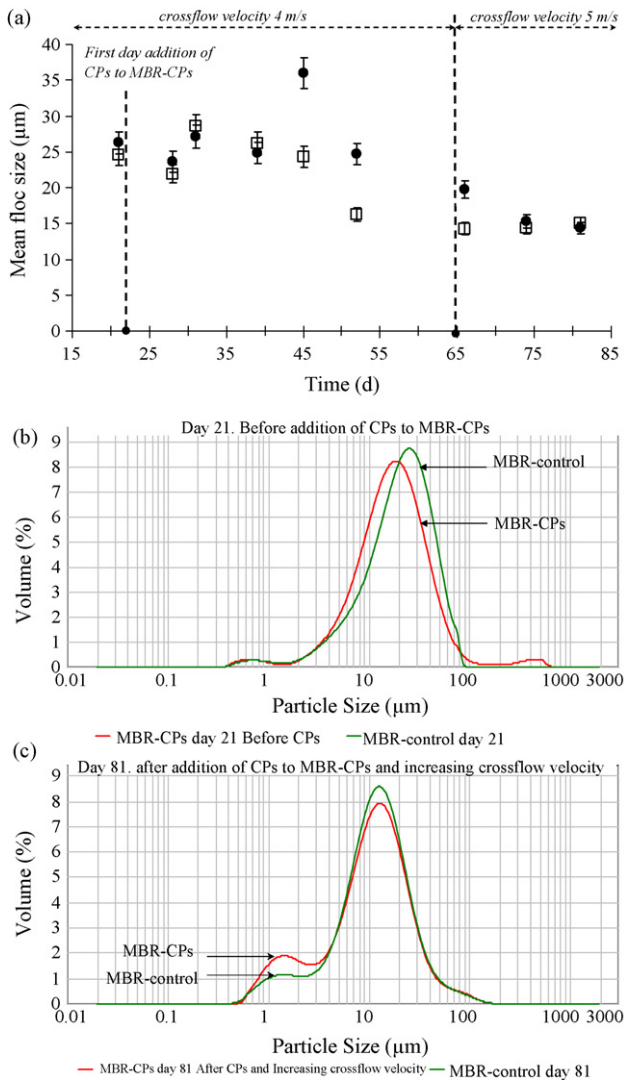 (a)
crossflow velocity 4 m/s
crossflow velocity 5 m/s
First day addition of
CPs to MBR-CPs
Mean floc size (μm)
40
35
30
25
20
15
10
5
0
15 25 35 45 55 65 75 85
Time (d)
(b)
Day 21. Before addition of CPs to MBR-CPs
MBR-control
MBR-CPs
Volume (%)
9
8
7
6
5
4
3
2
1
0
0.01 0.1 1 10 100 1000 3000
Particle Size (μm)
MBR-CPs day 21 Before CPs MBR-control day 21
(c)
Day 81. after addition of CPs to MBR-CPs and increasing crossflow velocity
MBR-CPs
MBR-control
Volume (%)
9
8
7
6
5
4
3
2
1
0
0.01 0.1 1 10 100 1000 3000
Particle Size (μm)
MBR-CPs day 81 After CPs and Increasing crossflow velocity MBR-control day 81